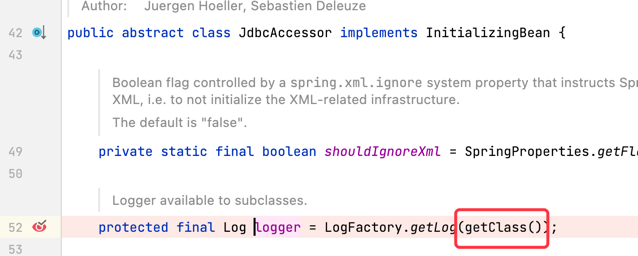 Author: Juergen Hoeller, Sebastien Deleuze
42 public abstract class JdbcAccessor implements InitializingBean {
43
Boolean flag controlled by a spring.xml.ignore system property that instructs
XML, i.e. to not initialize the XML-related infrastructure.
The default is "false".
49 private static final boolean shouldIgnoreXml = SpringProperties.
50
Logger available to subclasses.
52 protected final Log logger = LogFactory.getLog(getClass());
53